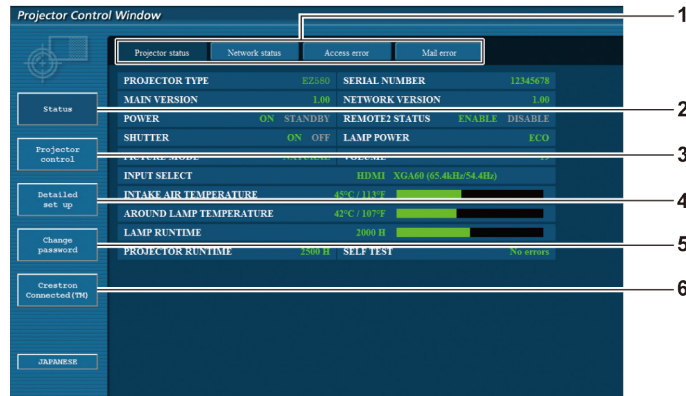 Projector Control Window
1
Projector status Network status Access error Mail error
PROJECTOR TYPE EZ580 SERIAL NUMBER 12345678
MAIN VERSION 1.00 NETWORK VERSION 1.00
Status
2
POWER ON STANDBY REMOTE2 STATUS ENABLE DISABLE
SHUTTER ON OFF LAMP POWER ECO
Projector
control
3
PICTURE MODE NATURAL VOLUME
INPUT SELECT HDMI XGA60 (65.4kHz/54.4Hz)
Detailed
set up
4
INTAKE AIR TEMPERATURE 45°C / 113°F
AROUND LAMP TEMPERATURE 42°C / 107°F
LAMP RUNTIME 2000 H
Change
password
5
PROJECTOR RUNTIME 2500 H SELF TEST No errors
Crestron
Connected(TM)
6
JAPANESE